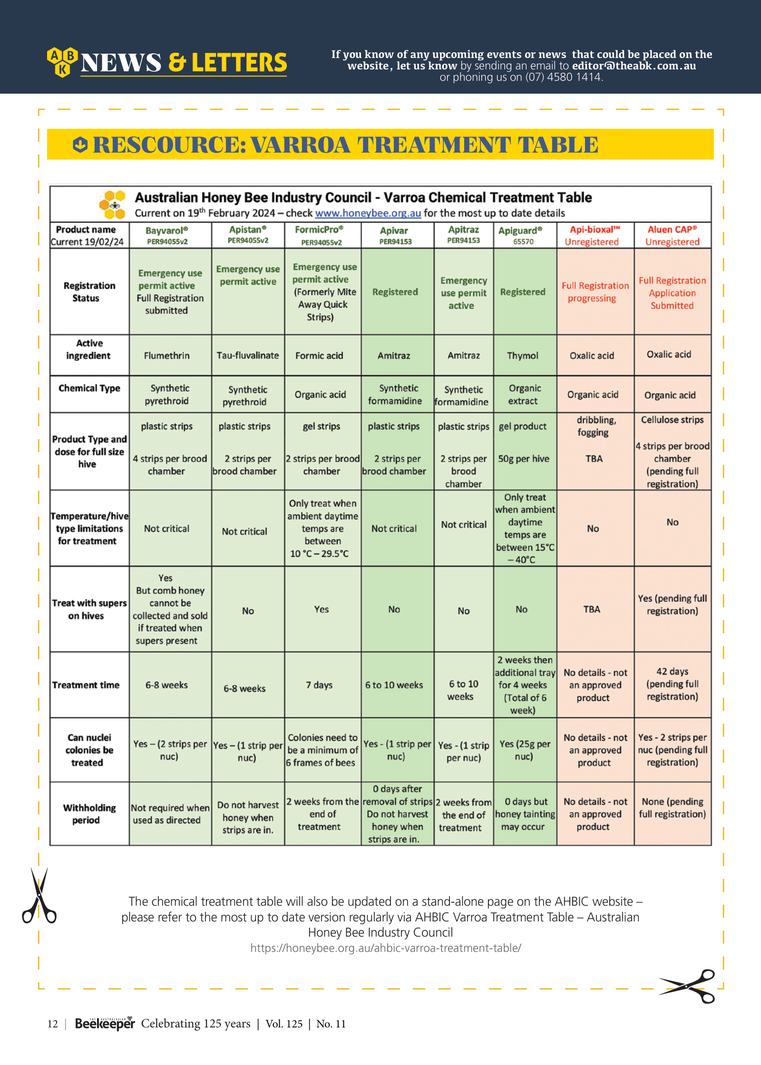 A B K NEWS & LETTERS
If you know of any upcoming events or news that could be placed on the
website, let us know by sending an email to editor@theabk.com.au
or phoning us on (07) 4580 1414.
RESCOURCE: VARROA TREATMENT TABLE
Australian Honey Bee Industry Council - Varroa Chemical Treatment Table
Current on 19th February 2024 – check www.honeybee.org.au for the most up to date details
Product name
Current 19/02/24
Bayvarol®
PER94055v2
Apistan®
PER94055v2
FormicPro®
PER94055v2
Apivar
PER94153
Apitraz
PER94153
Apiguard®
65570
Api-bioxal™
Unregistered
Aluen CAP®
Unregistered
Registration
Status
Emergency use
permit active
Full Registration
submitted
Emergency use
permit active
Emergency use
permit active
(Formerly Mite
Away Quick
Strips)
Registered
Emergency
use permit
active
Registered
Full Registration
progressing
Full Registration
Application
Submitted
Active
ingredient
Flumethrin
Tau-fluvalinate
Formic acid
Amitraz
Amitraz
Thymol
Oxalic acid
Oxalic acid
Chemical Type
Synthetic
pyrethroid
Synthetic
pyrethroid
Organic acid
Synthetic
formamidine
Synthetic
formamidine
Organic
extract
Organic acid
Organic acid
Product Type and
dose for full size
hive
plastic strips
4 strips per brood
chamber
plastic strips
2 strips per
brood chamber
gel strips
2 strips per brood
chamber
plastic strips
2 strips per
brood chamber
plastic strips
2 strips per
brood
chamber
gel product
50g per hive
dribbling,
fogging
TBA
Cellulose strips
4 strips per brood
chamber
(pending full
registration)
Temperature/hive
type limitations
for treatment
Not critical
Not critical
Only treat when
ambient daytime
temps are
between
10 °C – 29.5°C
Not critical
Not critical
Only treat
when ambient
daytime
temps are
between 15°C
– 40°C
No
No
Treat with supers
on hives
Yes
But comb honey
cannot be
collected and sold
if treated when
supers present
No
Yes
No
No
No
TBA
Yes (pending full
registration)
Treatment time
6-8 weeks
6-8 weeks
7 days
6 to 10 weeks
6 to 10
weeks
2 weeks then
additional tray
for 4 weeks
(Total of 6
week)
No details - not
an approved
product
42 days
(pending full
registration)
Can nuclei
colonies be
treated
Yes – (2 strips per
nuc)
Yes – (1 strip per
nuc)
Colonies need to
be a minimum of
6 frames of bees
Yes - (1 strip per
nuc)
Yes - (1 strip
per nuc)
Yes (25g per
nuc)
No details - not
an approved
product
Yes - 2 strips per
nuc (pending full
registration)
Withholding
period
Not required when
used as directed
Do not harvest
honey when
strips are in.
2 weeks from the
end of
treatment
0 days after
removal of strips
Do not harvest
honey when
strips are in.
2 weeks from
the end of
treatment
0 days but
honey tainting
may occur
No details - not
an approved
product
None (pending
full registration)
The chemical treatment table will also be updated on a stand-alone page on the AHBIC website –
please refer to the most up to date version regularly via AHBIC Varroa Treatment Table – Australian
Honey Bee Industry Council
https://honeybee.org.au/ahbic-varroa-treatment-table/
12 | Beekeeper Celebrating 125 years | Vol. 125 | No. 11